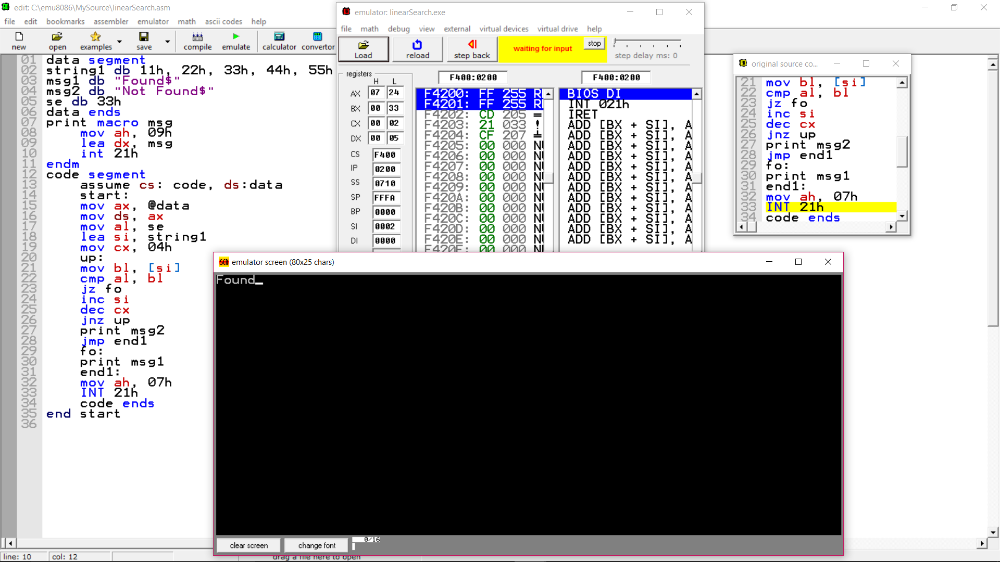 edit: C:\emu8086\MySource\linearSearch.asm
file edit bookmarks assembler emulator math ascii codes help
new open examples save compile emulate calculator convertor
01 data segment
02 string1 db 11h, 22h, 33h, 44h, 55h
03 msg1 db "Found$"
04 msg2 db "Not Found$"
05 se db 33h
06 data ends
07 print macro msg
08 mov ah, 09h
09 lea dx, msg
10 int 21h
11 endm
12 code segment
13 assume cs: code, ds:data
14 start:
15 mov ax, @data
16 mov ds, ax
17 mov al, se
18 lea si, string1
19 mov cx, 04h
20 up:
21 mov bl, [si]
22 cmp al, bl
23 jz fo
24 inc si
25 dec cx
26 jnz up
27 print msg2
28 jmp end1
29 fo:
30 print msg1
31 end1:
32 mov ah, 07h
33 INT 21h
34 code ends
35 end start
36
line: 10 col: 12 drag a file here to open
emulator: linearSearch.exe
file math debug view external virtual devices virtual drive help
Load reload step back waiting for input stop step delay ms: 0
registers
H L
AX 07 24
BX 00 33
CX 00 02
DX 00 05
CS F400
IP 0200
SS 0710
SP FFFA
BP 0000
SI 0002
DI 0000
F400:0200
F4200: FF 255
F4201: FF 255
F4202: CD 205 =
F4203: 21 033 !
F4204: CF 207 ╧
F4205: 00 000
F4206: 00 000
F4207: 00 000
F4208: 00 000
F4209: 00 000
F420A: 00 000
F420B: 00 000
F420C: 00 000
F420D: 00 000
F420E: 00 000
F420F: 00 000
F400:0200
BIOS DI
INT 021h
IRET
ADD [BX + SI], A
ADD [BX + SI], A
ADD [BX + SI], A
ADD [BX + SI], A
ADD [BX + SI], A
ADD [BX + SI], A
ADD [BX + SI], A
ADD [BX + SI], A
ADD [BX + SI], A
ADD [BX + SI], A
ADD [BX + SI], A
ADD [BX + SI], A
original source co...
21 mov bl, [si]
22 cmp al, bl
23 jz fo
24 inc si
25 dec cx
26 jnz up
27 print msg2
28 jmp end1
29 fo:
30 print msg1
31 end1:
32 mov ah, 07h
33 INT 21h
34 code ends
SCR emulator screen (80x25 chars)
Found_
clear screen change font 0/16